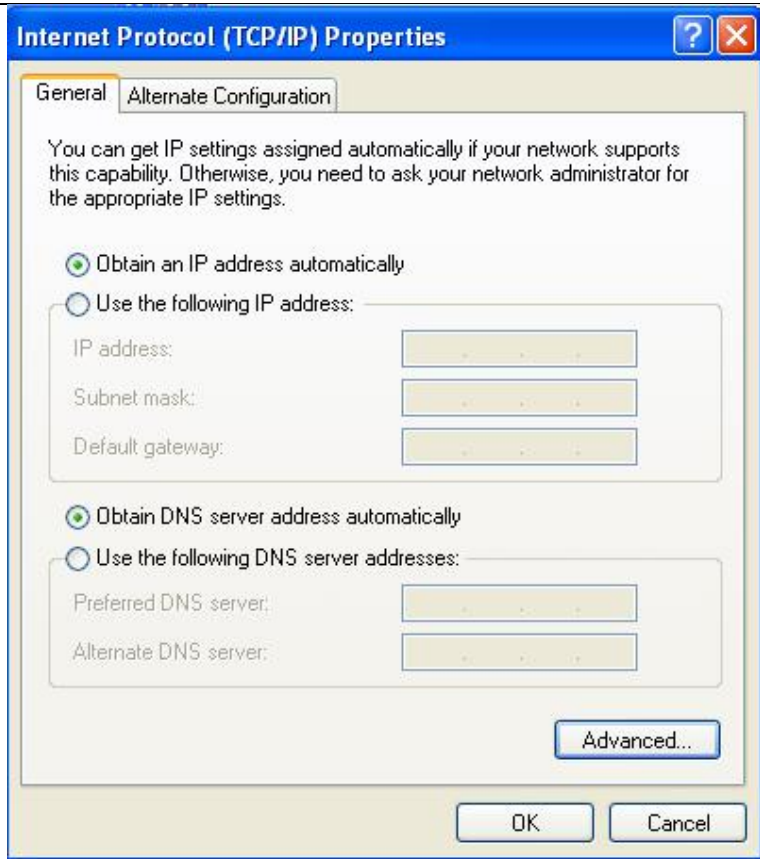 Internet Protocol (TCP/IP) Properties
General
Alternate Configuration
You can get IP settings assigned automatically if your network supports
this capability. Otherwise, you need to ask your network administrator for
the appropriate IP settings.
Obtain an IP address automatically
Use the following IP address:
IP address:
Subnet mask:
Default gateway:
Obtain DNS server address automatically
Use the following DNS server addresses:
Preferred DNS server:
Alternate DNS server:
Advanced...
OK
Cancel